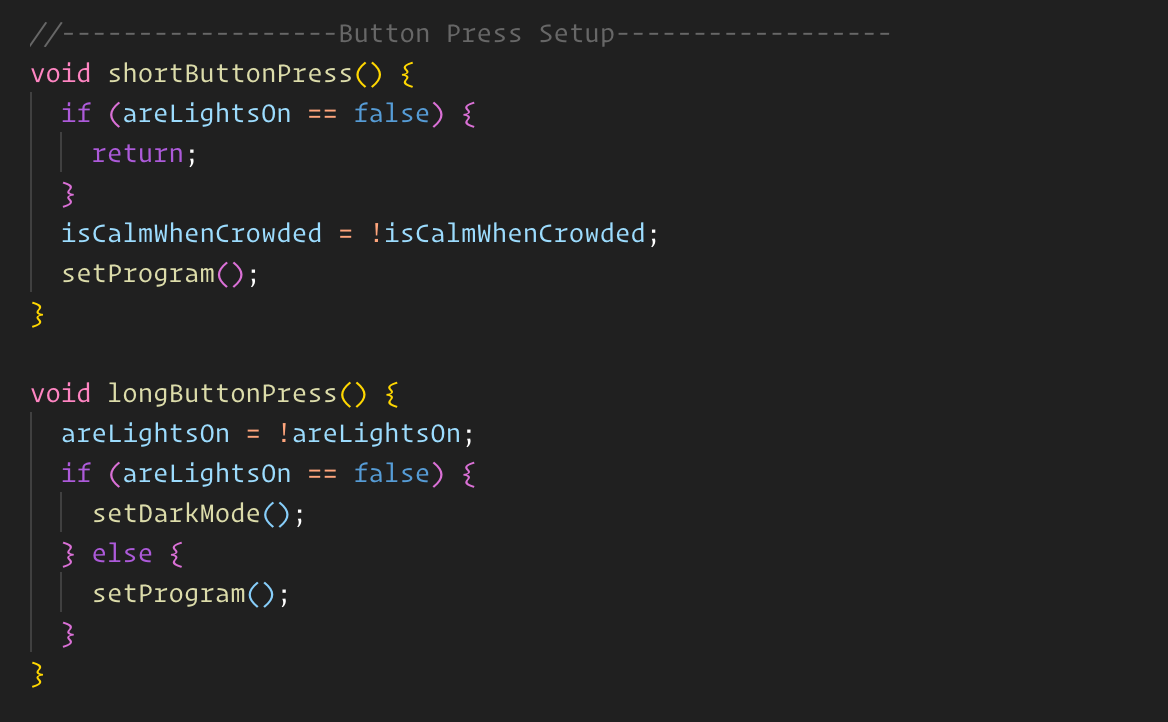 //------------------Button Press Setup------------------
void shortButtonPress() {
  if (areLightsOn == false) {
    return;
  }
  isCalmWhenCrowded = !isCalmWhenCrowded;
  setProgram();
}

void longButtonPress() {
  areLightsOn = !areLightsOn;
  if (areLightsOn == false) {
    setDarkMode();
  } else {
    setProgram();
  }
}